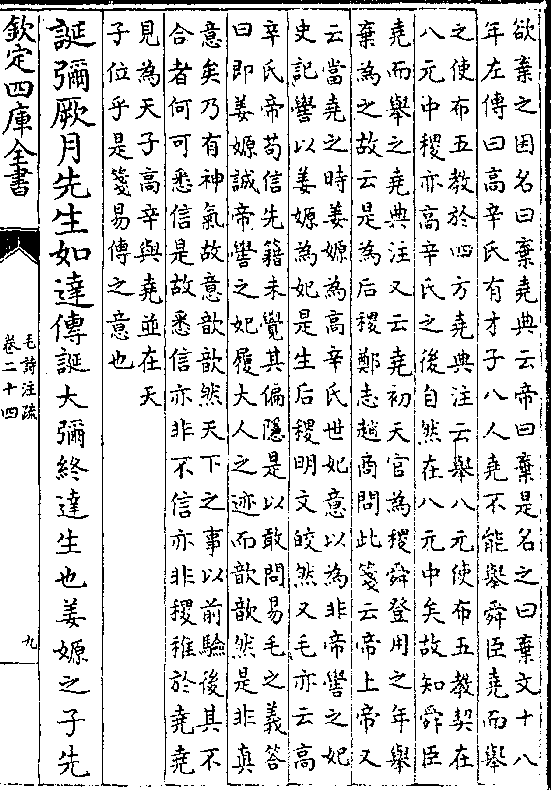 欲棄之因名曰棄堯典云帝曰棄是名之曰棄文十八
年左傳曰高辛氏有才子八人堯不能舉舜臣堯而舉
之使布五教於四方堯典注云舉八元使布五教契在
八元中稷亦高辛氏之後自然在八元中矣故知舜臣
堯而舉之堯典注又云堯初天官為稷舜登用之年舉
棄為之故云是為后稷鄭志趙商問此箋云帝上帝又
云當堯之時姜嫄為高辛氏世妃意以為非帝嚳之妃
史記嚳以姜嫄為妃是生后稷明文皎然又毛亦云高
辛氏帝苟信先籍未覺其偏隱是以敢問易毛之義答
曰即姜嫄誠帝嚳之妃履大人之迹而歆歆然是非真
意矣乃有神氣故意歆歆然天下之事以前驗後其不
合者何可悉信是故悉信亦非不信亦非稷稚於堯堯
見為天子高辛與堯並在天
子位乎是箋易傳之意也
誕彌厥月先生如達傳誕大彌終達生也姜嫄之子先
欽定四庫全書
毛詩注疏
卷二十四
九